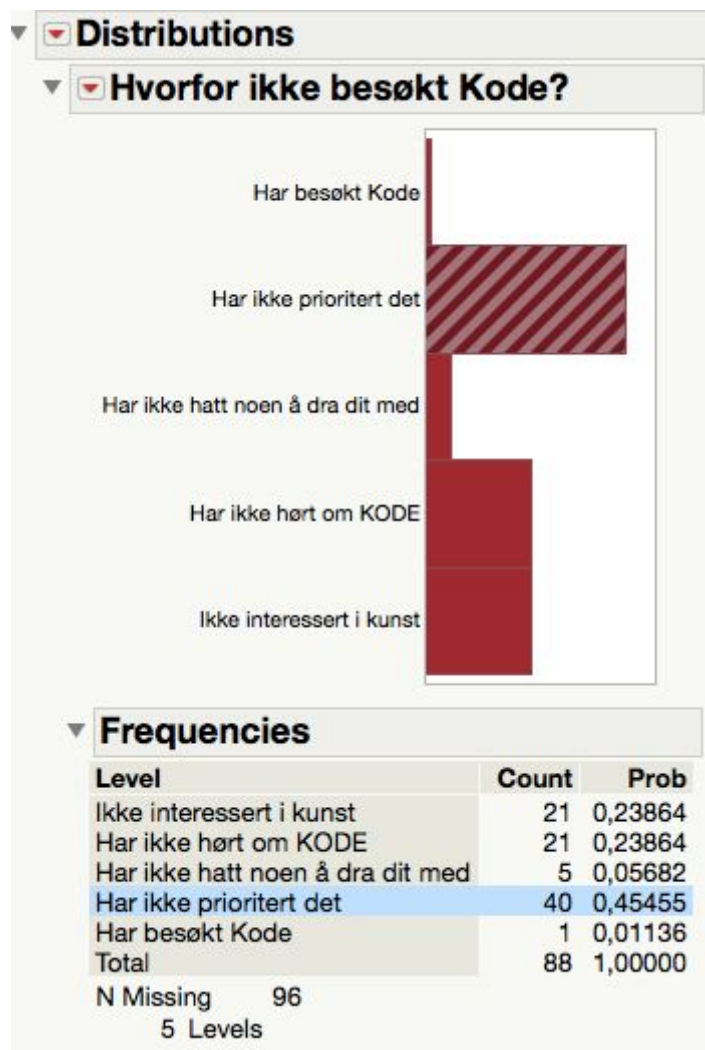 Distributions
Hvorfor ikke besøkt Kode?
Har besøkt Kode
Har ikke prioritert det
Har ikke hatt noen å dra dit med
Har ikke hørt om KODE
Ikke interessert i kunst
Frequencies
Level Count Prob
Ikke interessert i kunst 21 0,23864
Har ikke hørt om KODE 21 0,23864
Har ikke hatt noen å dra dit med 5 0,05682
Har ikke prioritert det 40 0,45455
Har besøkt Kode 1 0,01136
Total 88 1,00000
N Missing 96
5 Levels